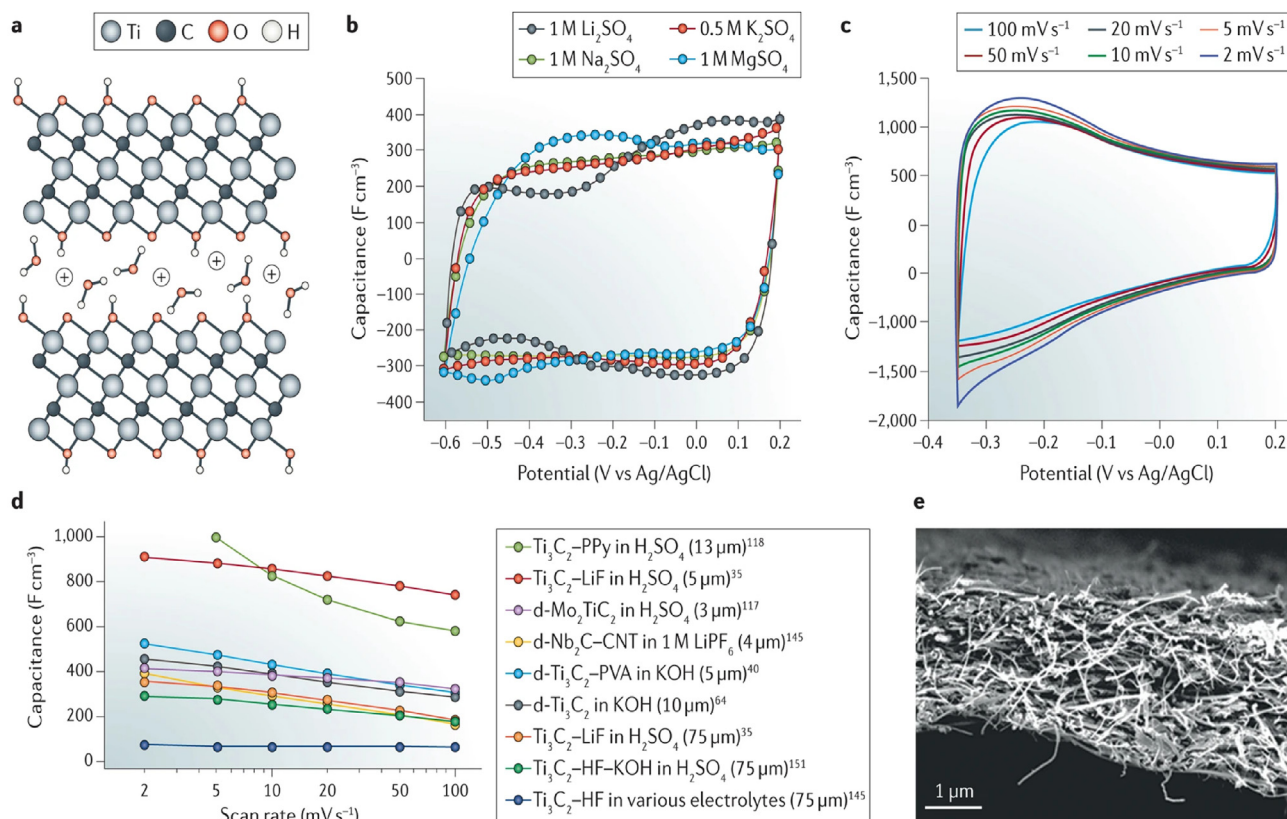 a
Ti C O H
b
1 M Li₂SO₄ 0.5 M K₂SO₄
1 M Na₂SO₄ 1 M MgSO₄
500
400
300
200
100
0
−100
−200
−300
−400
Capacitance (F cm⁻³)
−0.6 −0.5 −0.4 −0.3 −0.2 −0.1 0.0 0.1 0.2
Potential (V vs Ag/AgCl)
c
100 mV s⁻¹ 20 mV s⁻¹ 5 mV s⁻¹
50 mV s⁻¹ 10 mV s⁻¹ 2 mV s⁻¹
1,500
1,000
500
0
0
−1,000
−1,500
−2,000
Capacitance (F cm⁻³)
−0.4 −0.3 −0.2 −0.1 −0.0 0.1 0.2
Potential (V vs Ag/AgCl)
+ + + +
d
1,000
800
600
400
200
0
Capacitance (F cm⁻³)
2 5 10 20 50 100
Scan rate (mV s⁻¹)
Ti₃C₂–PPy in H₂SO₄ (13 μm)¹¹⁸
Ti₃C₂–LiF in H₂SO₄ (5 μm)³⁵
d-Mo₂TiC₂ in H₂SO₄ (3 μm)¹¹⁷
d-Nb₂C–CNT in 1 M LiPF₆ (4 μm)¹⁴⁵
d-Ti₃C₂–PVA in KOH (5 μm)⁴⁰
d-Ti₃C₂ in KOH (10 μm)⁶⁴
Ti₃C₂–LiF in H₂SO₄ (75 μm)³⁵
Ti₃C₂–HF–KOH in H₂SO₄ (75 μm)¹⁵¹
Ti₃C₂–HF in various electrolytes (75 μm)¹⁴⁵
e
1 μm